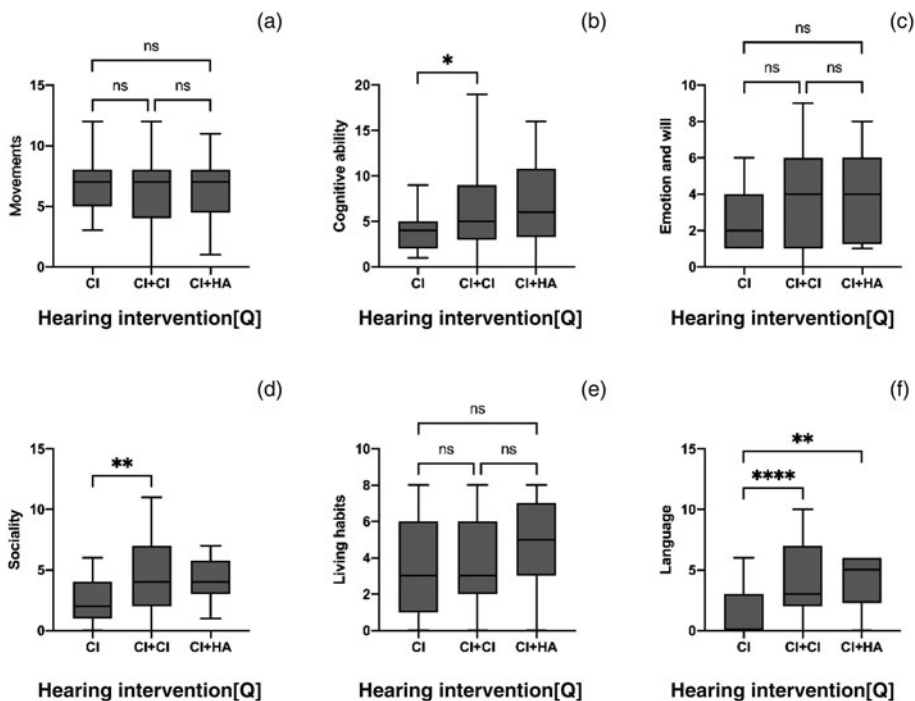 (a)
ns
ns
ns
15
10
5
0
Movements
CI
CI+CI
CI+HA
Hearing intervention[Q]
(b)
*
20
15
10
5
0
Cognitive ability
CI
CI+CI
CI+HA
Hearing intervention[Q]
(c)
ns
ns
ns
10
8
6
4
2
0
Emotion and will
CI
CI+CI
CI+HA
Hearing intervention[Q]
(d)
**
15
10
5
0
Sociality
CI
CI+CI
CI+HA
Hearing intervention[Q]
(e)
ns
ns
ns
10
8
6
4
2
0
Living habits
CI
CI+CI
CI+HA
Hearing intervention[Q]
(f)
**
****
15
10
5
0
Language
CI
CI+CI
CI+HA
Hearing intervention[Q]